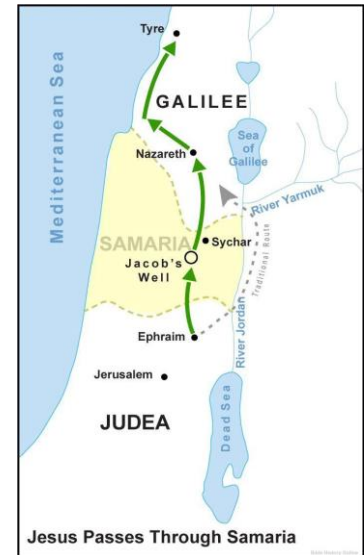 Tyre
GALILEE
Mediterranean Sea
Sea
of
Galilee
Nazareth
River Yarmuk
SAMARIA
Sychar
Jacob's
Well
Traditional Route
River Jordan
Ephraim
Jerusalem
JUDEA
Dead Sea
Jesus Passes Through Samaria